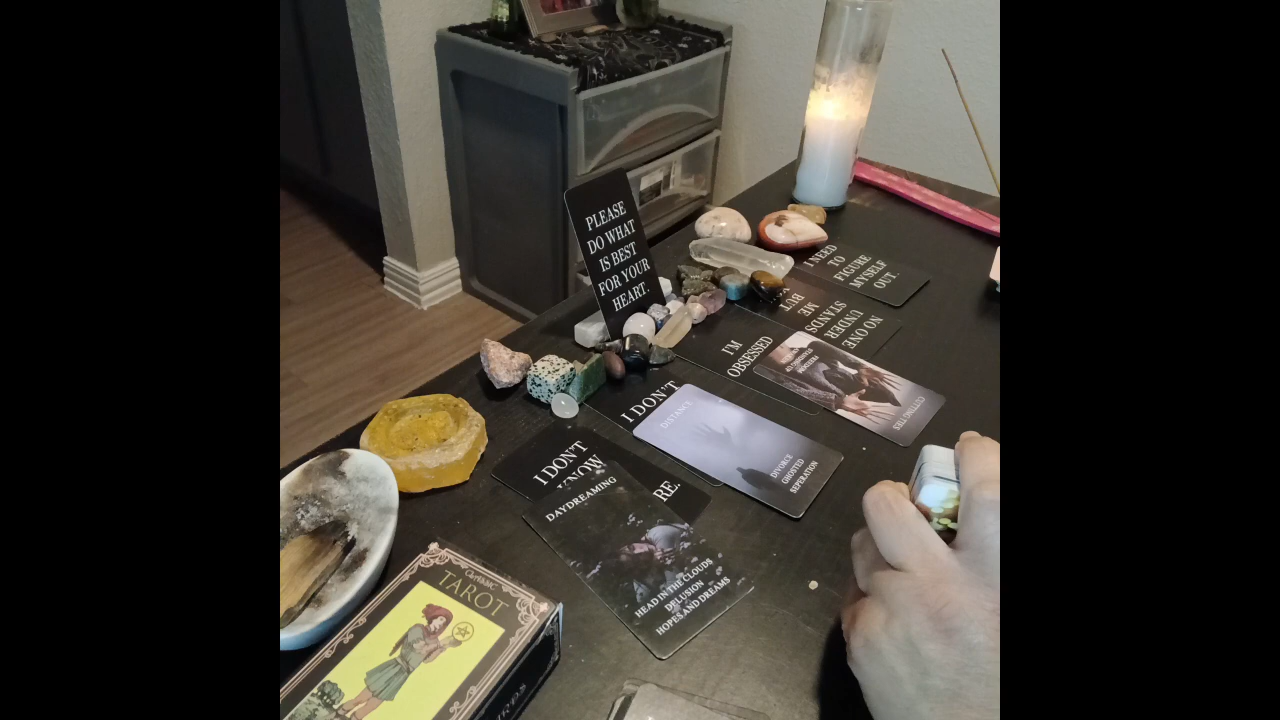 PLEASE
DO WHAT
IS BEST
FOR YOUR
HEART.
I NEED
TO
FIGURE
MYSELF
OUT.
NO ONE
UNDER
STANDS
ME
BUT
I'M
OBSESSED
CUTTING TIES
I DON'T
DISTANCE
DIVORCE
GHOSTED
SEPERATION
I DON'T
KNOW
RE.
DAYDREAMING
HEAD IN THE CLOUDS
DELUSION
HOPES AND DREAMS
TAROT